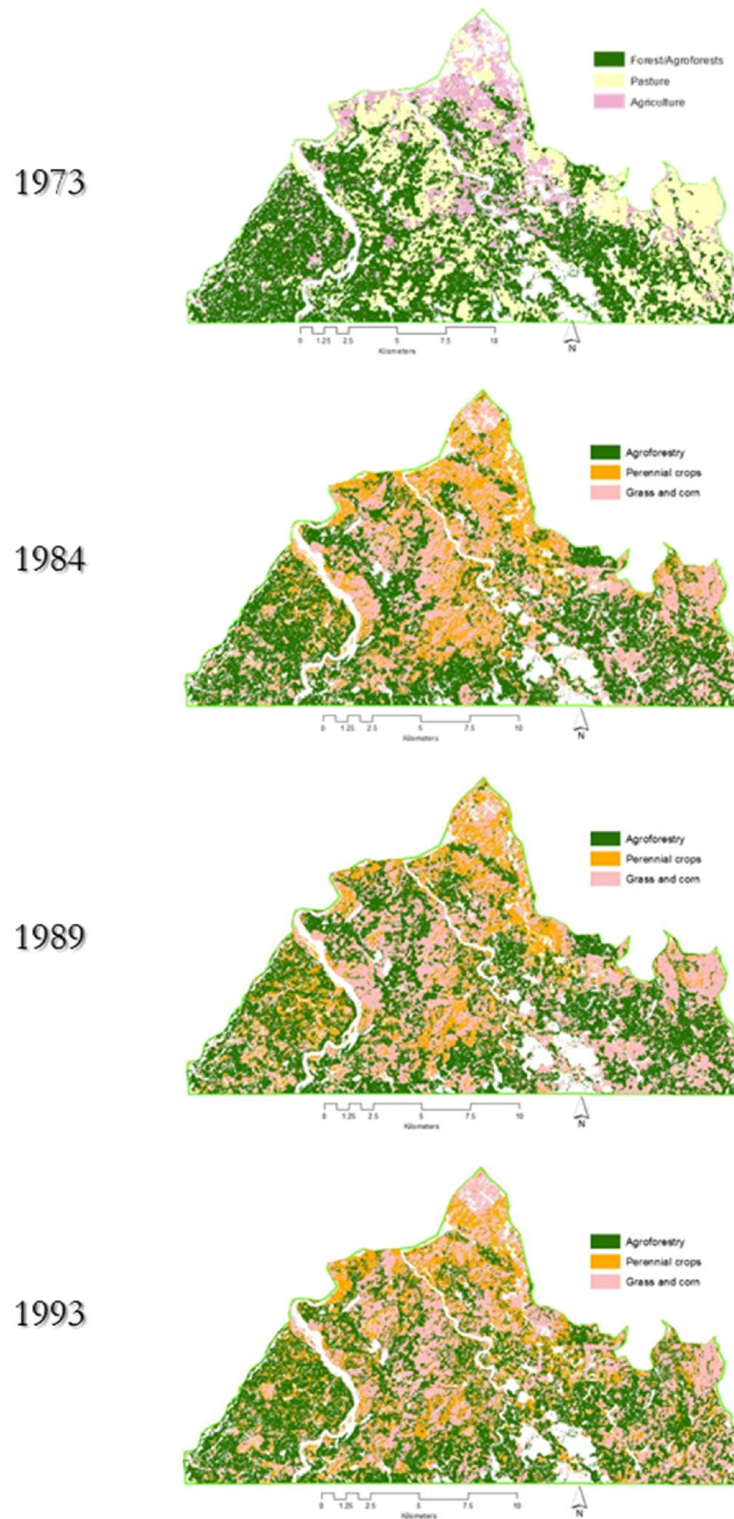 1973
Forest/Agroforests
Pasture
Agriculture
0 1.25 2.5 5 7.5 10
Kilometers
N
1984
Agroforestry
Perennial crops
Grass and corn
0 1.25 2.5 5 7.5 10
Kilometers
N
1989
Agroforestry
Perennial crops
Grass and corn
0 1.25 2.5 5 7.5 10
Kilometers
N
1993
Agroforestry
Perennial crops
Grass and corn
0 1.25 2.5 5 7.5 10
Kilometers
N